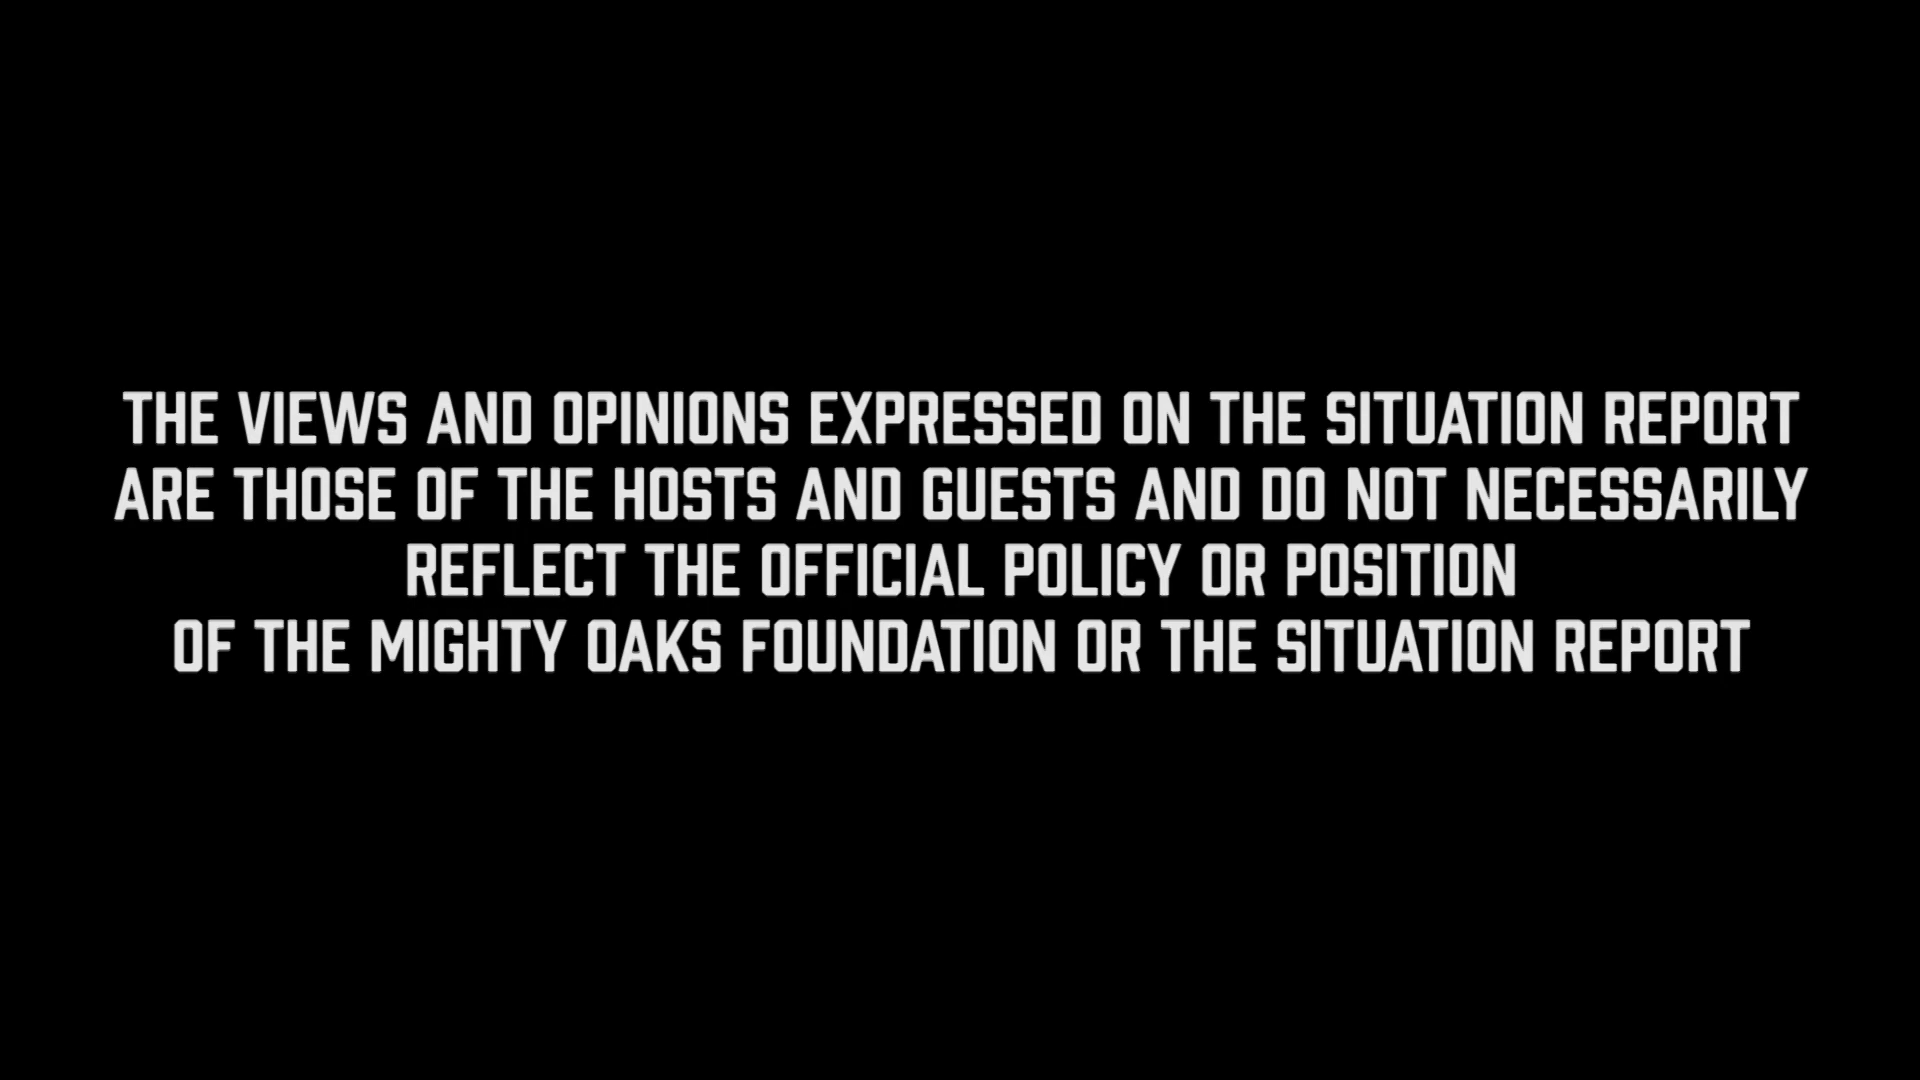 THE VIEWS AND OPINIONS EXPRESSED ON THE SITUATION REPORT
ARE THOSE OF THE HOSTS AND GUESTS AND DO NOT NECESSARILY
REFLECT THE OFFICIAL POLICY OR POSITION
OF THE MIGHTY OAKS FOUNDATION OR THE SITUATION REPORT